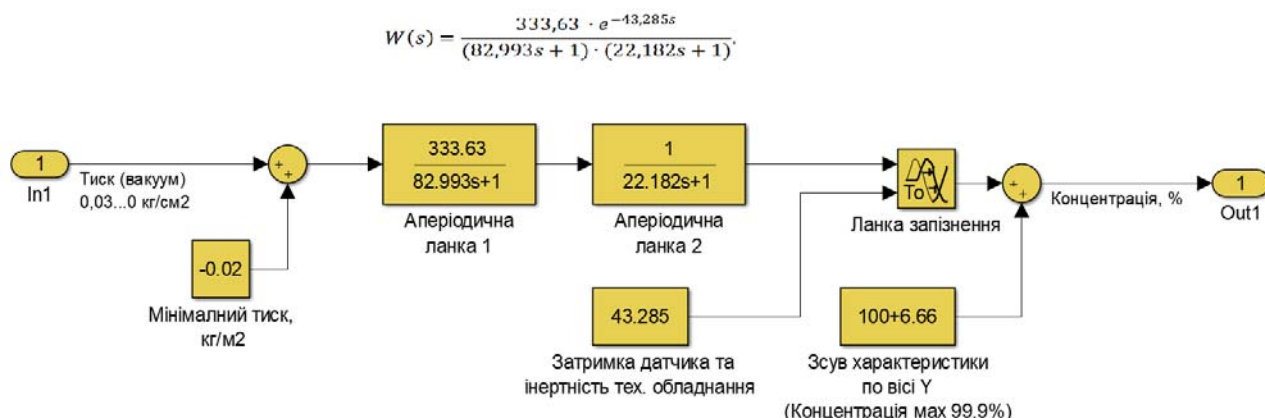 W(s) = 333,63 · e^{-43,285s} / (82,993s + 1) · (22,182s + 1).
1
In1
Тиск (вакуум)
0,03...0 кг/см2
+
+
-0.02
Мінімалний тиск,
кг/м2
333.63
82.993s+1
Аперіодична
ланка 1
1
22.182s+1
Аперіодична
ланка 2
To
Ланка запізнення
43.285
Затримка датчика та
інертність тех. обладнання
+
+
100+6.66
Зсув характеристики
по вісі Y
(Концентрація мах 99.9%)
Концентрація, %
1
Out1